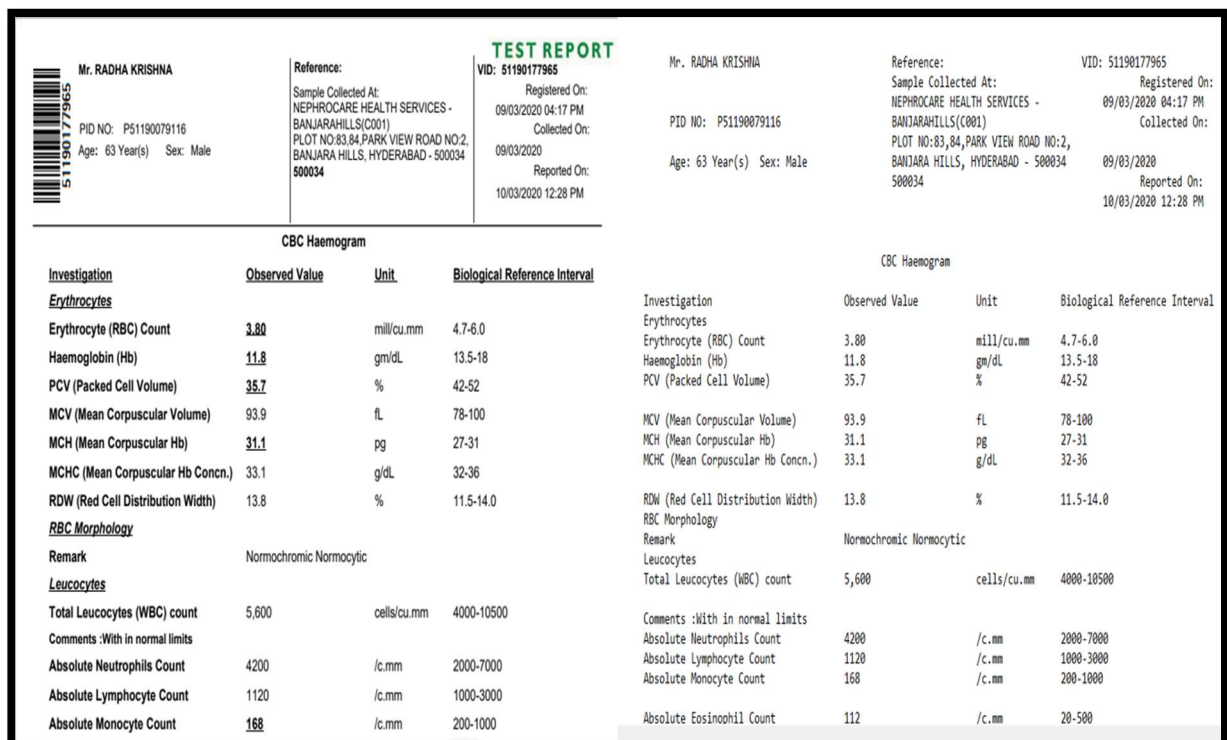 TEST REPORT
Mr. RADHA KRISHNA
PID NO: P51190079116
Age: 63 Year(s) Sex: Male
51190177965
Reference:
Sample Collected At:
NEPHROCARE HEALTH SERVICES -
BANJARAHILLS(C001)
PLOT NO:83,84,PARK VIEW ROAD NO:2,
BANJARA HILLS, HYDERABAD - 500034
500034
VID: 51190177965
Registered On:
09/03/2020 04:17 PM
Collected On:
09/03/2020
Reported On:
10/03/2020 12:28 PM
CBC Haemogram
Investigation Observed Value Unit Biological Reference Interval
Erythrocytes
Erythrocyte (RBC) Count 3.80 mill/cu.mm 4.7-6.0
Haemoglobin (Hb) 11.8 gm/dL 13.5-18
PCV (Packed Cell Volume) 35.7 % 42-52
MCV (Mean Corpuscular Volume) 93.9 fL 78-100
MCH (Mean Corpuscular Hb) 31.1 pg 27-31
MCHC (Mean Corpuscular Hb Concn.) 33.1 g/dL 32-36
RDW (Red Cell Distribution Width) 13.8 % 11.5-14.0
RBC Morphology
Remark Normochromic Normocytic
Leucocytes
Total Leucocytes (WBC) count 5,600 cells/cu.mm 4000-10500
Comments :With in normal limits
Absolute Neutrophils Count 4200 /c.mm 2000-7000
Absolute Lymphocyte Count 1120 /c.mm 1000-3000
Absolute Monocyte Count 168 /c.mm 200-1000
Mr. RADHA KRISHNA
PID NO: P51190079116
Age: 63 Year(s) Sex: Male
Reference:
Sample Collected At:
NEPHROCARE HEALTH SERVICES -
BANJARAHILLS(C001)
PLOT NO:83,84,PARK VIEW ROAD NO:2,
BANJARA HILLS, HYDERABAD - 500034
500034
VID: 51190177965
Registered On:
09/03/2020 04:17 PM
Collected On:
09/03/2020
Reported On:
10/03/2020 12:28 PM
CBC Haemogram
Investigation Observed Value Unit Biological Reference Interval
Erythrocytes
Erythrocyte (RBC) Count 3.80 mill/cu.mm 4.7-6.0
Haemoglobin (Hb) 11.8 gm/dL 13.5-18
PCV (Packed Cell Volume) 35.7 % 42-52
MCV (Mean Corpuscular Volume) 93.9 fL 78-100
MCH (Mean Corpuscular Hb) 31.1 pg 27-31
MCHC (Mean Corpuscular Hb Concn.) 33.1 g/dL 32-36
RDW (Red Cell Distribution Width) 13.8 % 11.5-14.0
RBC Morphology
Remark Normochromic Normocytic
Leucocytes
Total Leucocytes (WBC) count 5,600 cells/cu.mm 4000-10500
Comments :With in normal limits
Absolute Neutrophils Count 4200 /c.mm 2000-7000
Absolute Lymphocyte Count 1120 /c.mm 1000-3000
Absolute Monocyte Count 168 /c.mm 200-1000
Absolute Eosinophil Count 112 /c.mm 20-500